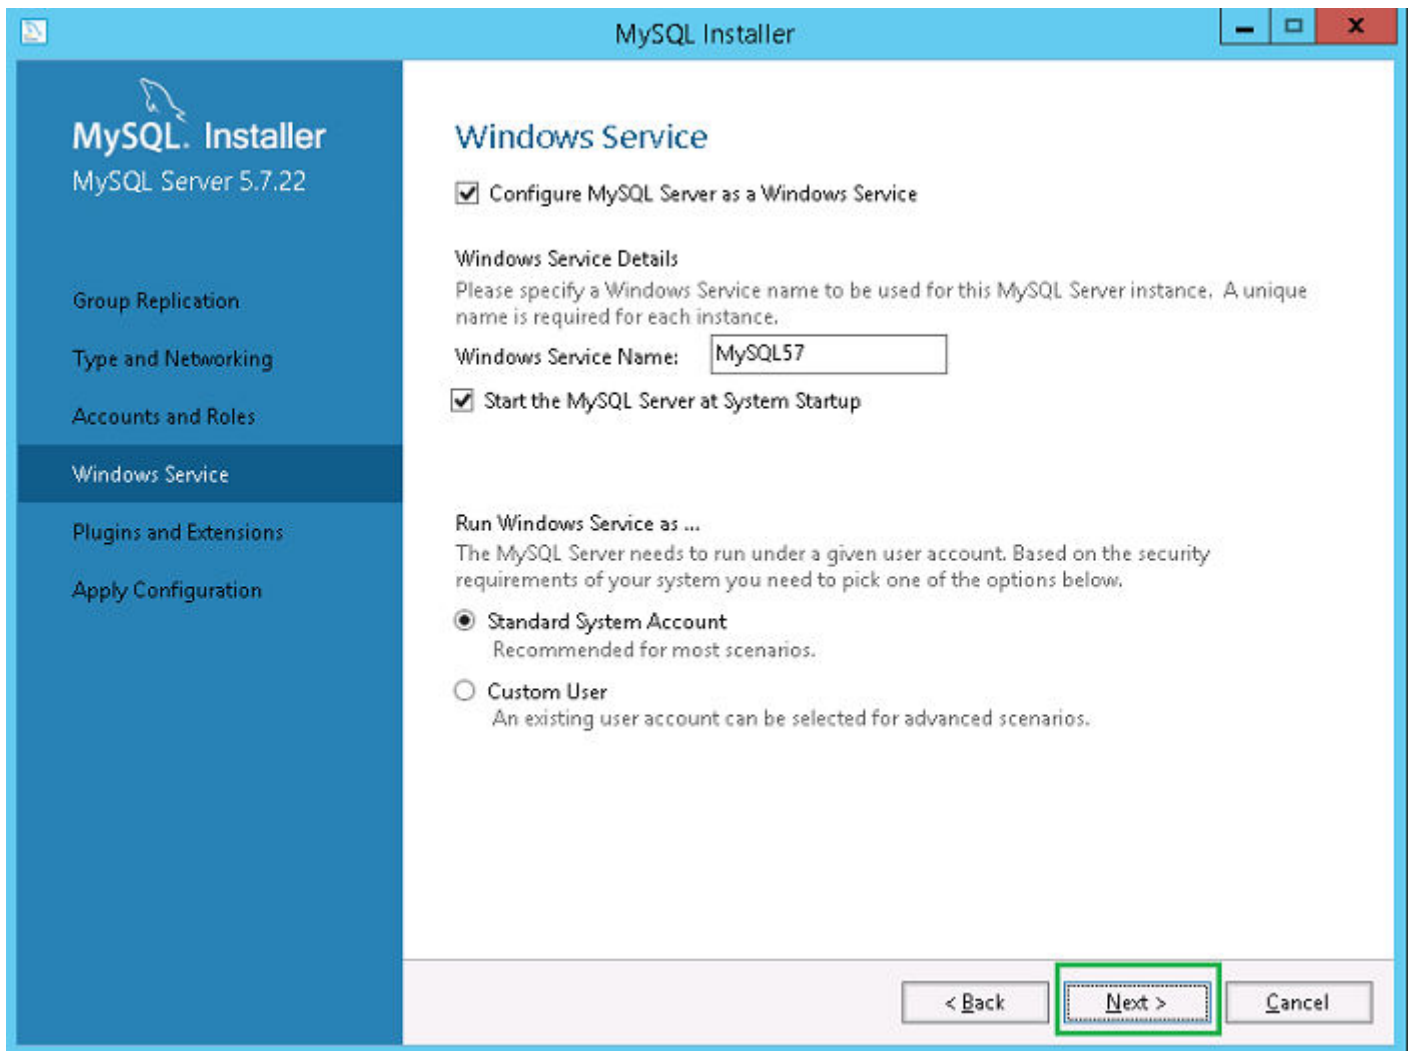 MySQL Installer
MySQL. Installer
MySQL Server 5.7.22
Group Replication
Type and Networking
Accounts and Roles
Windows Service
Plugins and Extensions
Apply Configuration
Windows Service
Configure MySQL Server as a Windows Service
Windows Service Details
Please specify a Windows Service name to be used for this MySQL Server instance. A unique
name is required for each instance.
Windows Service Name: MySQL57
Start the MySQL Server at System Startup
Run Windows Service as ...
The MySQL Server needs to run under a given user account. Based on the security
requirements of your system you need to pick one of the options below.
Standard System Account
Recommended for most scenarios.
Custom User
An existing user account can be selected for advanced scenarios.
< Back Next > Cancel